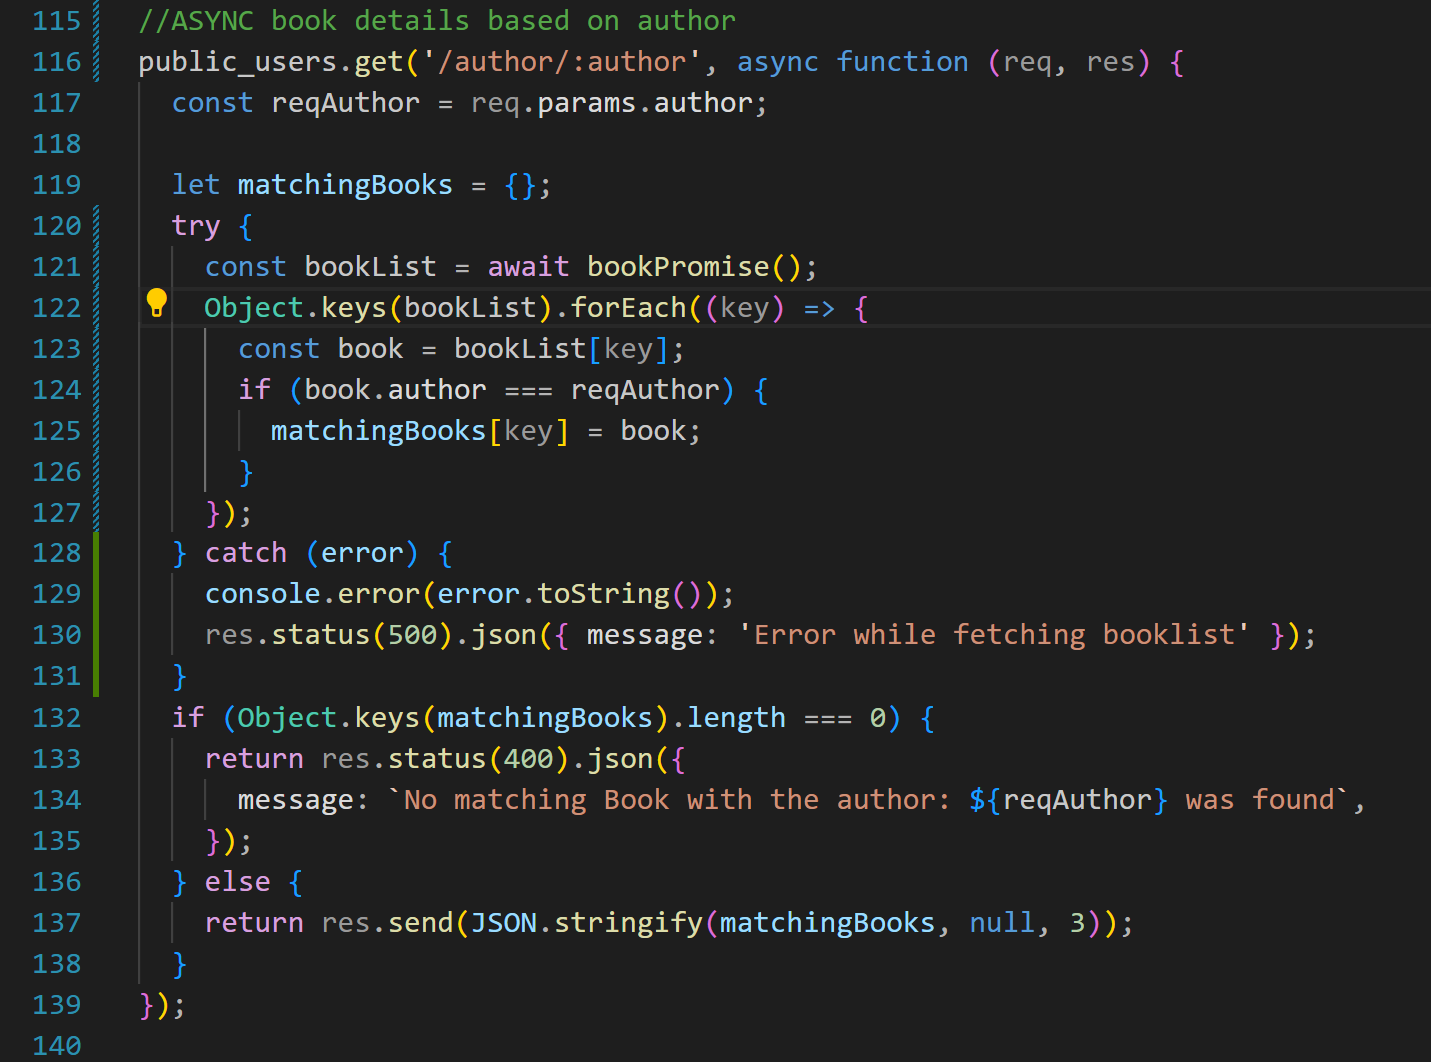 115 //ASYNC book details based on author
116 public_users.get('/author/:author', async function (req, res) {
117   const reqAuthor = req.params.author;
118
119   let matchingBooks = {};
120   try {
121     const bookList = await bookPromise();
122     Object.keys(bookList).forEach((key) => {
123       const book = bookList[key];
124       if (book.author === reqAuthor) {
125         matchingBooks[key] = book;
126       }
127     });
128   } catch (error) {
129     console.error(error.toString());
130     res.status(500).json({ message: 'Error while fetching booklist' });
131   }
132   if (Object.keys(matchingBooks).length === 0) {
133     return res.status(400).json({
134       message: `No matching Book with the author: ${reqAuthor} was found`,
135     });
136   } else {
137     return res.send(JSON.stringify(matchingBooks, null, 3));
138   }
139 });
140